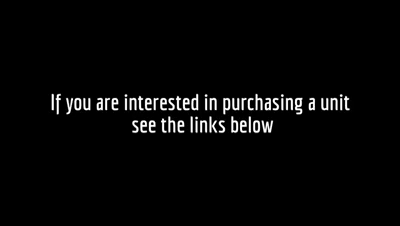 If you are interested in purchasing a unit
see the links below